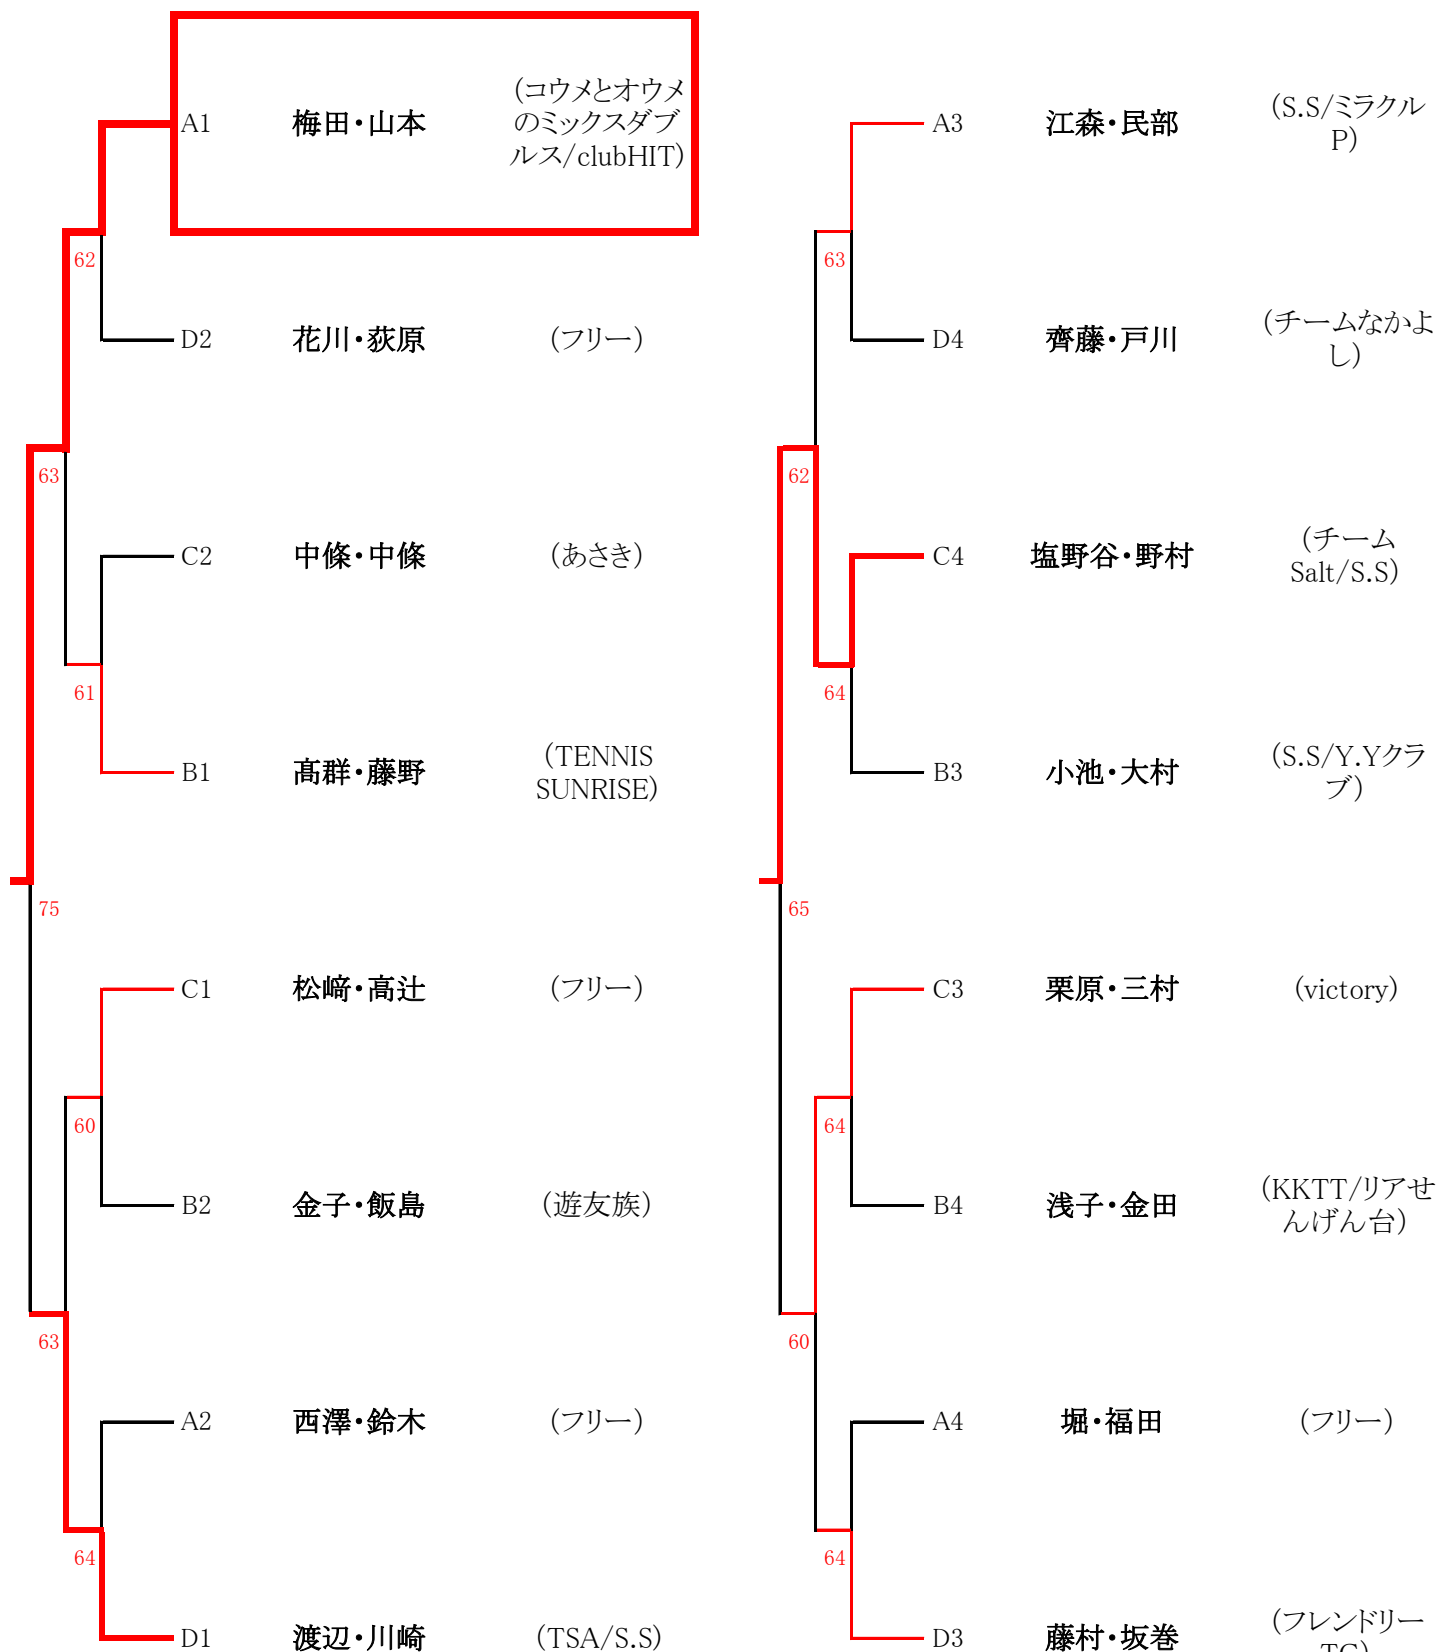 A1 梅田・山本 (コウメとオウメ
のミックスダブ
ルス/clubHIT)
62
D2 花川・荻原 (フリー)
63
C2 中條・中條 (あさき)
61
B1 髙群・藤野 (TENNIS
SUNRISE)
75
C1 松﨑・高辻 (フリー)
60
B2 金子・飯島 (遊友族)
63
A2 西澤・鈴木 (フリー)
64
D1 渡辺・川崎 (TSA/S.S)
A3 江森・民部 (S.S/ミラクル
P)
63
D4 齊藤・戸川 (チームなかよ
し)
62
C4 塩野谷・野村 (チーム
Salt/S.S)
64
B3 小池・大村 (S.S/Y.Yクラ
ブ)
65
C3 栗原・三村 (victory)
64
B4 浅子・金田 (KKTT/リアせ
んげん台)
60
A4 堀・福田 (フリー)
64
D3 藤村・坂巻 (フレンドリー
TC)